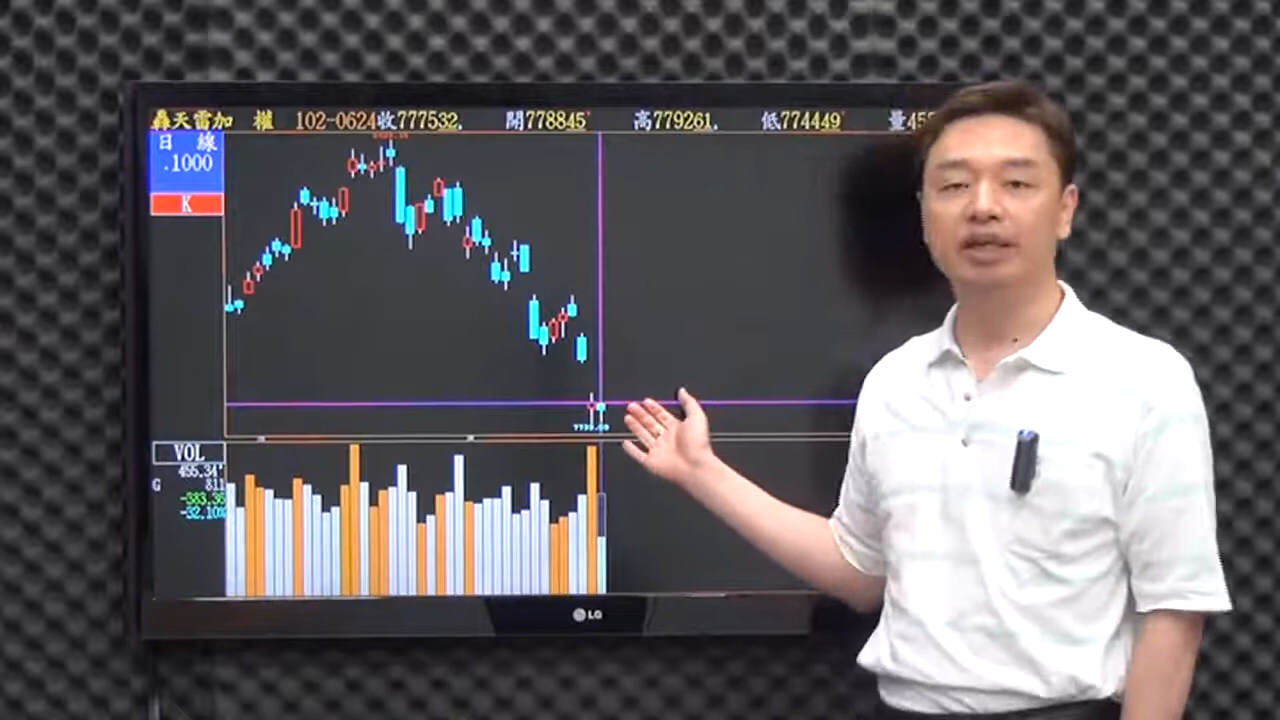 轟天雷加 權 102-0624收777532. 開778845 高779261. 低774449 量45
日 線
.1000
K
VOL
455.34
G 811
-383.36
-32.10%
LG